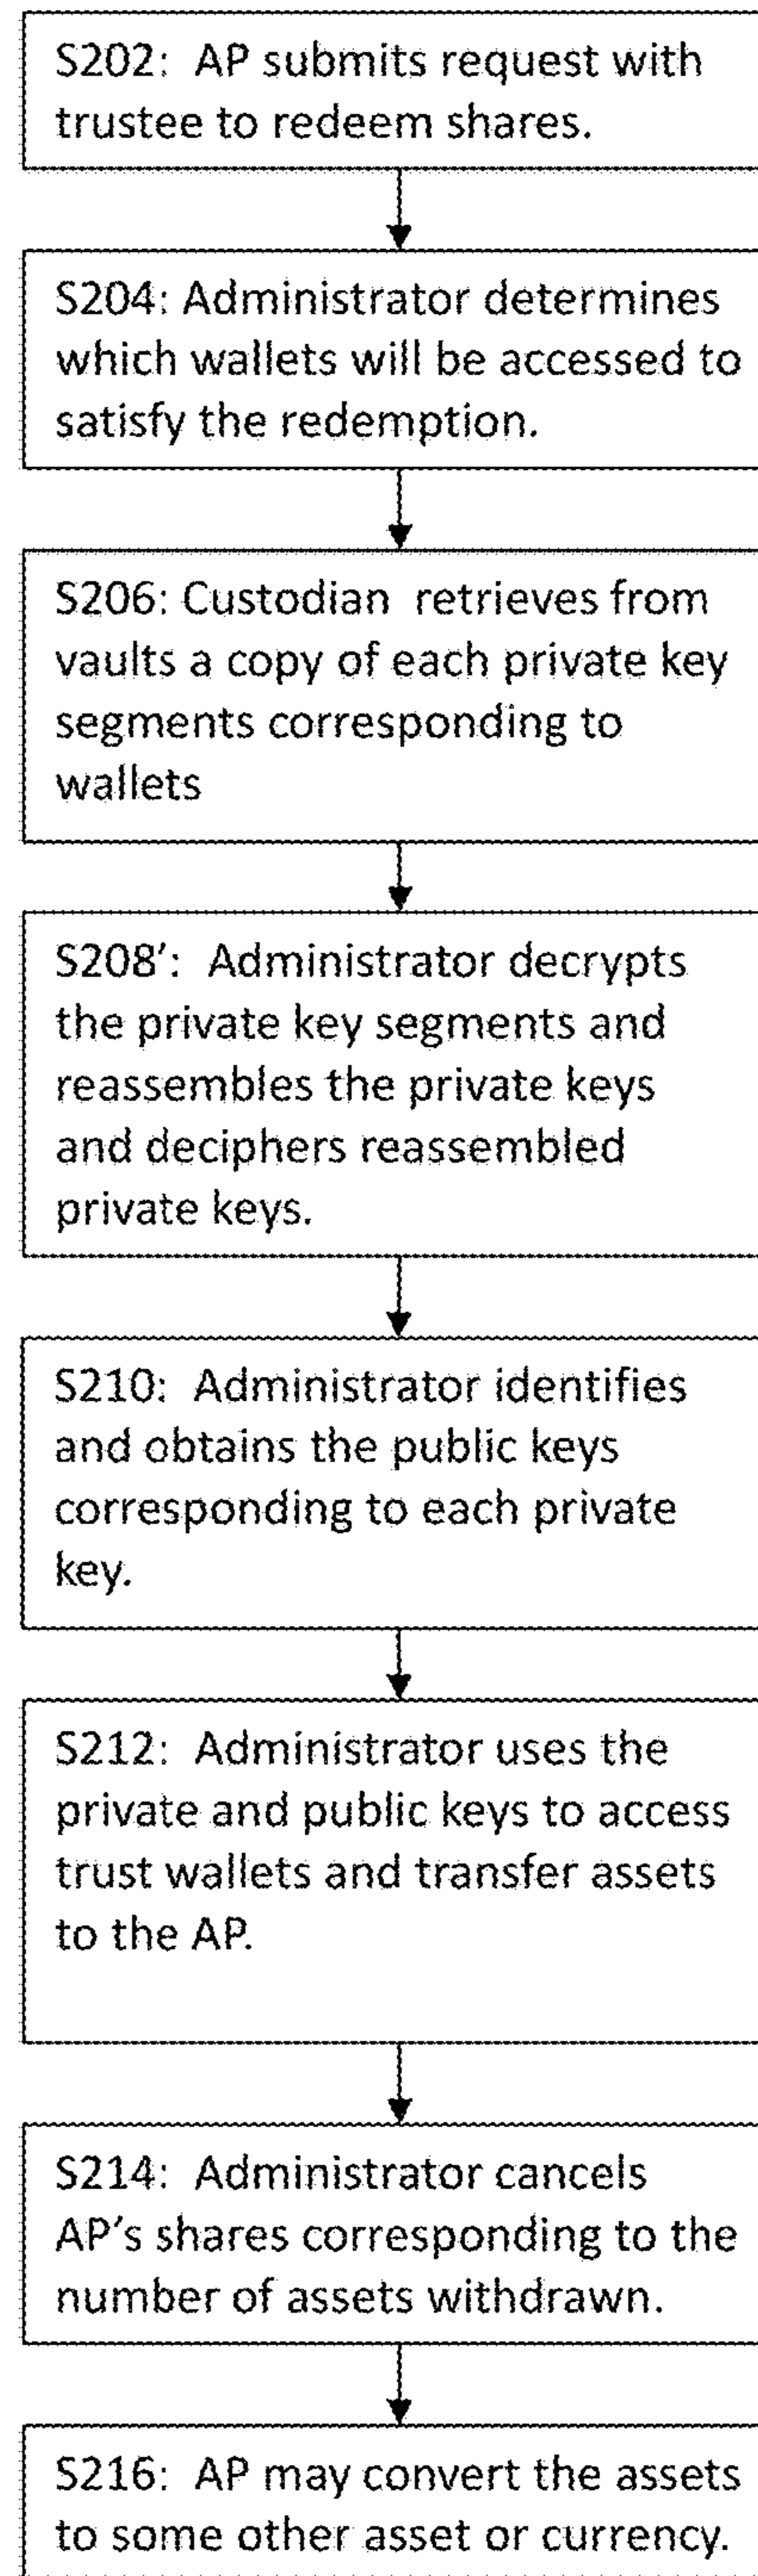 S202:  AP submits request with
trustee to redeem shares.
S204: Administrator determines
which wallets will be accessed to
satisfy the redemption.
S206: Custodian  retrieves from
vaults a copy of each private key
segments corresponding to
wallets
S208′:  Administrator decrypts
the private key segments and
reassembles the private keys
and deciphers reassembled
private keys.
S210:  Administrator identifies
and obtains the public keys
corresponding to each private
key.
S212:  Administrator uses the
private and public keys to access
trust wallets and transfer assets
to the AP.
S214:  Administrator cancels
AP's shares corresponding to the
number of assets withdrawn.
S216:  AP may convert the assets
to some other asset or currency.